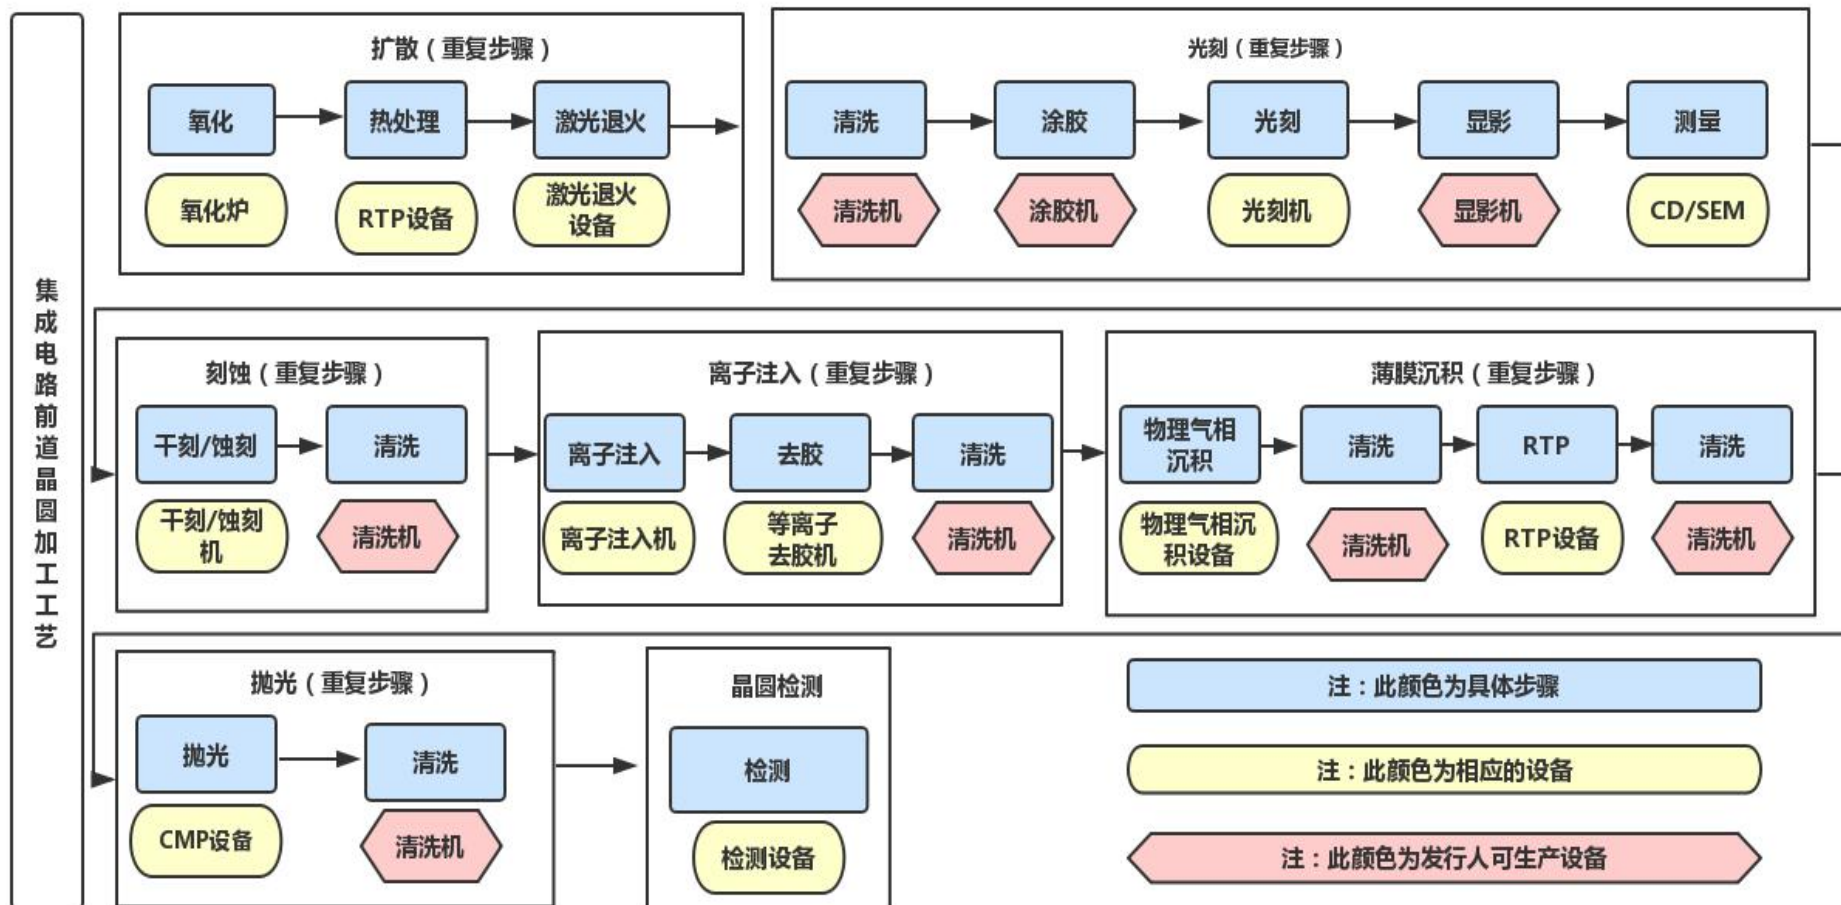 集成电路前道晶圆加工工艺
扩散（重复步骤）
氧化
热处理
激光退火
氧化炉
RTP设备
激光退火
设备
光刻（重复步骤）
清洗
涂胶
光刻
显影
测量
清洗机
涂胶机
光刻机
显影机
CD/SEM
刻蚀（重复步骤）
干刻/蚀刻
清洗
干刻/蚀刻
机
清洗机
离子注入（重复步骤）
离子注入
去胶
清洗
离子注入机
等离子
去胶机
清洗机
薄膜沉积（重复步骤）
物理气相
沉积
清洗
RTP
清洗
物理气相沉
积设备
清洗机
RTP设备
清洗机
抛光（重复步骤）
抛光
清洗
CMP设备
清洗机
晶圆检测
检测
检测设备
注：此颜色为具体步骤
注：此颜色为相应的设备
注：此颜色为发行人可生产设备